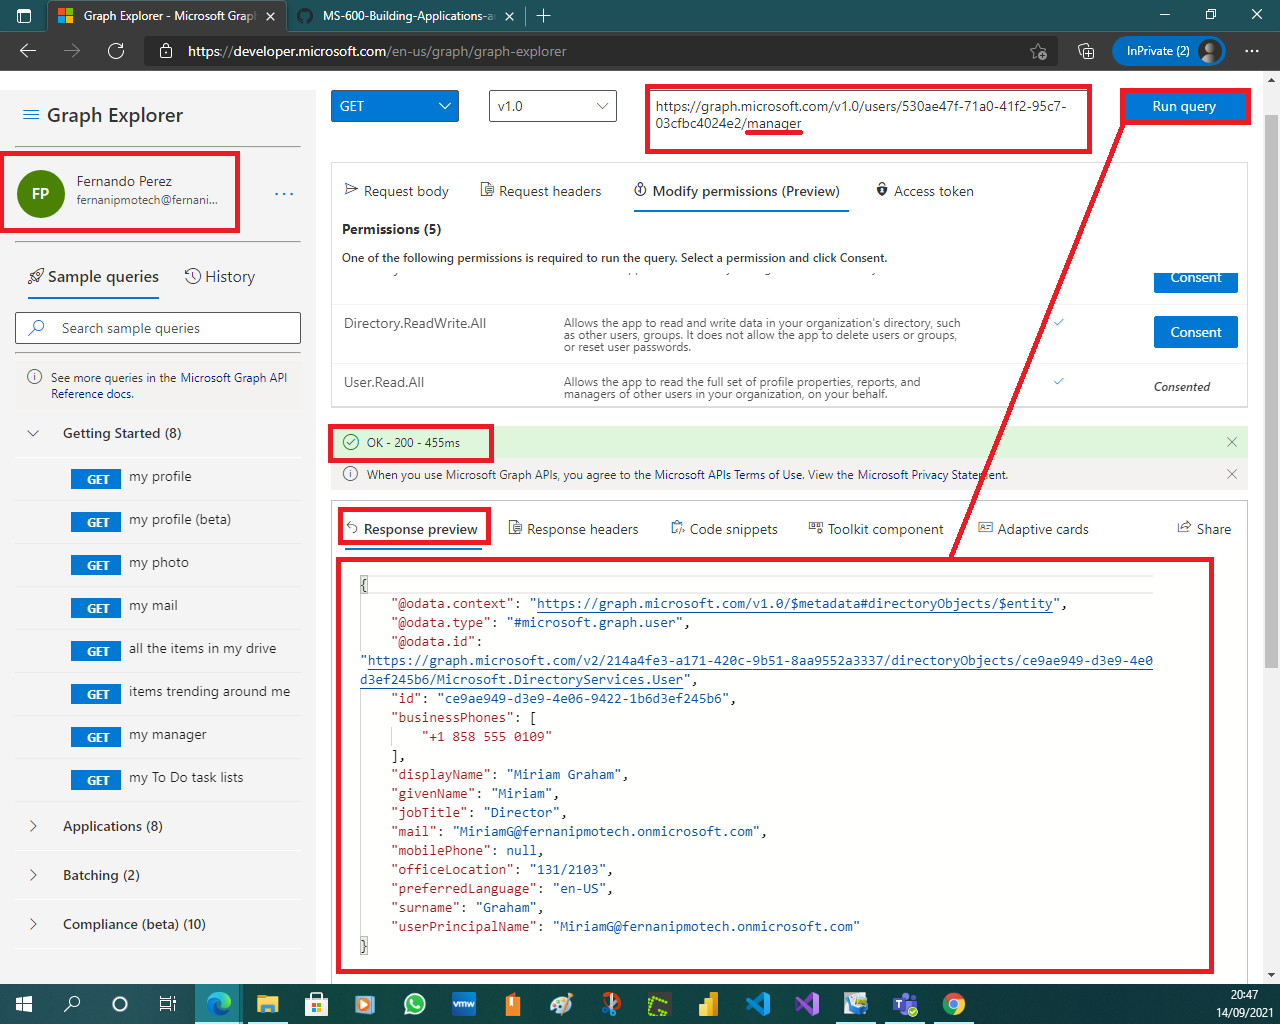 Graph Explorer - Microsoft Grap
MS-600-Building-Applications-a
https://developer.microsoft.com/en-us/graph/graph-explorer
InPrivate (2)
Graph Explorer
FP
Fernando Perez
fernanipmotech@fernani...
Sample queries
History
Search sample queries
See more queries in the Microsoft Graph API
Reference docs.
Getting Started (8)
GET my profile
GET my profile (beta)
GET my photo
GET my mail
GET all the items in my drive
GET items trending around me
GET my manager
GET my To Do task lists
Applications (8)
Batching (2)
Compliance (beta) (10)
GET
v1.0
https://graph.microsoft.com/v1.0/users/530ae47f-71a0-41f2-95c7-
03cfbc4024e2/manager
Run query
Request body
Request headers
Modify permissions (Preview)
Access token
Permissions (5)
One of the following permissions is required to run the query. Select a permission and click Consent.
Consent
Directory.ReadWrite.All
Allows the app to read and write data in your organization's directory, such
as other users, groups. It does not allow the app to delete users or groups,
or reset user passwords.
Consent
User.Read.All
Allows the app to read the full set of profile properties, reports, and
managers of other users in your organization, on your behalf.
Consented
OK - 200 - 455ms
When you use Microsoft Graph APIs, you agree to the Microsoft APIs Terms of Use. View the Microsoft Privacy Statement.
Response preview
Response headers
Code snippets
Toolkit component
Adaptive cards
Share
{
"@odata.context": "https://graph.microsoft.com/v1.0/$metadata#directoryObjects/$entity",
"@odata.type": "#microsoft.graph.user",
"@odata.id":
"https://graph.microsoft.com/v2/214a4fe3-a171-420c-9b51-8aa9552a3337/directoryObjects/ce9ae949-d3e9-4e0
d3ef245b6/Microsoft.DirectoryServices.User",
"id": "ce9ae949-d3e9-4e06-9422-1b6d3ef245b6",
"businessPhones": [
"+1 858 555 0109"
],
"displayName": "Miriam Graham",
"givenName": "Miriam",
"jobTitle": "Director",
"mail": "MiriamG@fernanipmotech.onmicrosoft.com",
"mobilePhone": null,
"officeLocation": "131/2103",
"preferredLanguage": "en-US",
"surname": "Graham",
"userPrincipalName": "MiriamG@fernanipmotech.onmicrosoft.com"
}
vmw
20:47
14/09/2021